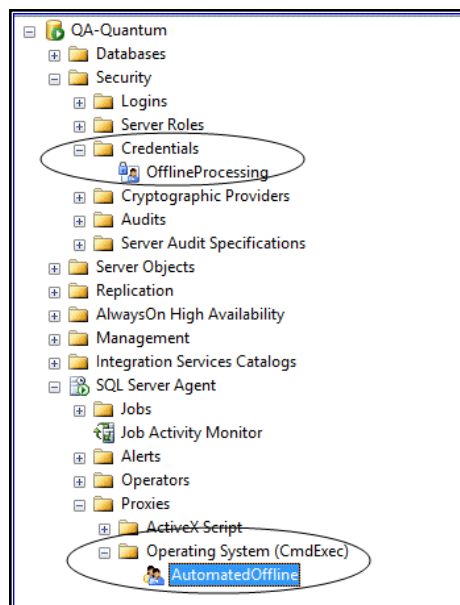 QA-Quantum
Databases
Security
Logins
Server Roles
Credentials
OfflineProcessing
Cryptographic Providers
Audits
Server Audit Specifications
Server Objects
Replication
AlwaysOn High Availability
Management
Integration Services Catalogs
SQL Server Agent
Jobs
Job Activity Monitor
Alerts
Operators
Proxies
ActiveX Script
Operating System (CmdExec)
AutomatedOffline